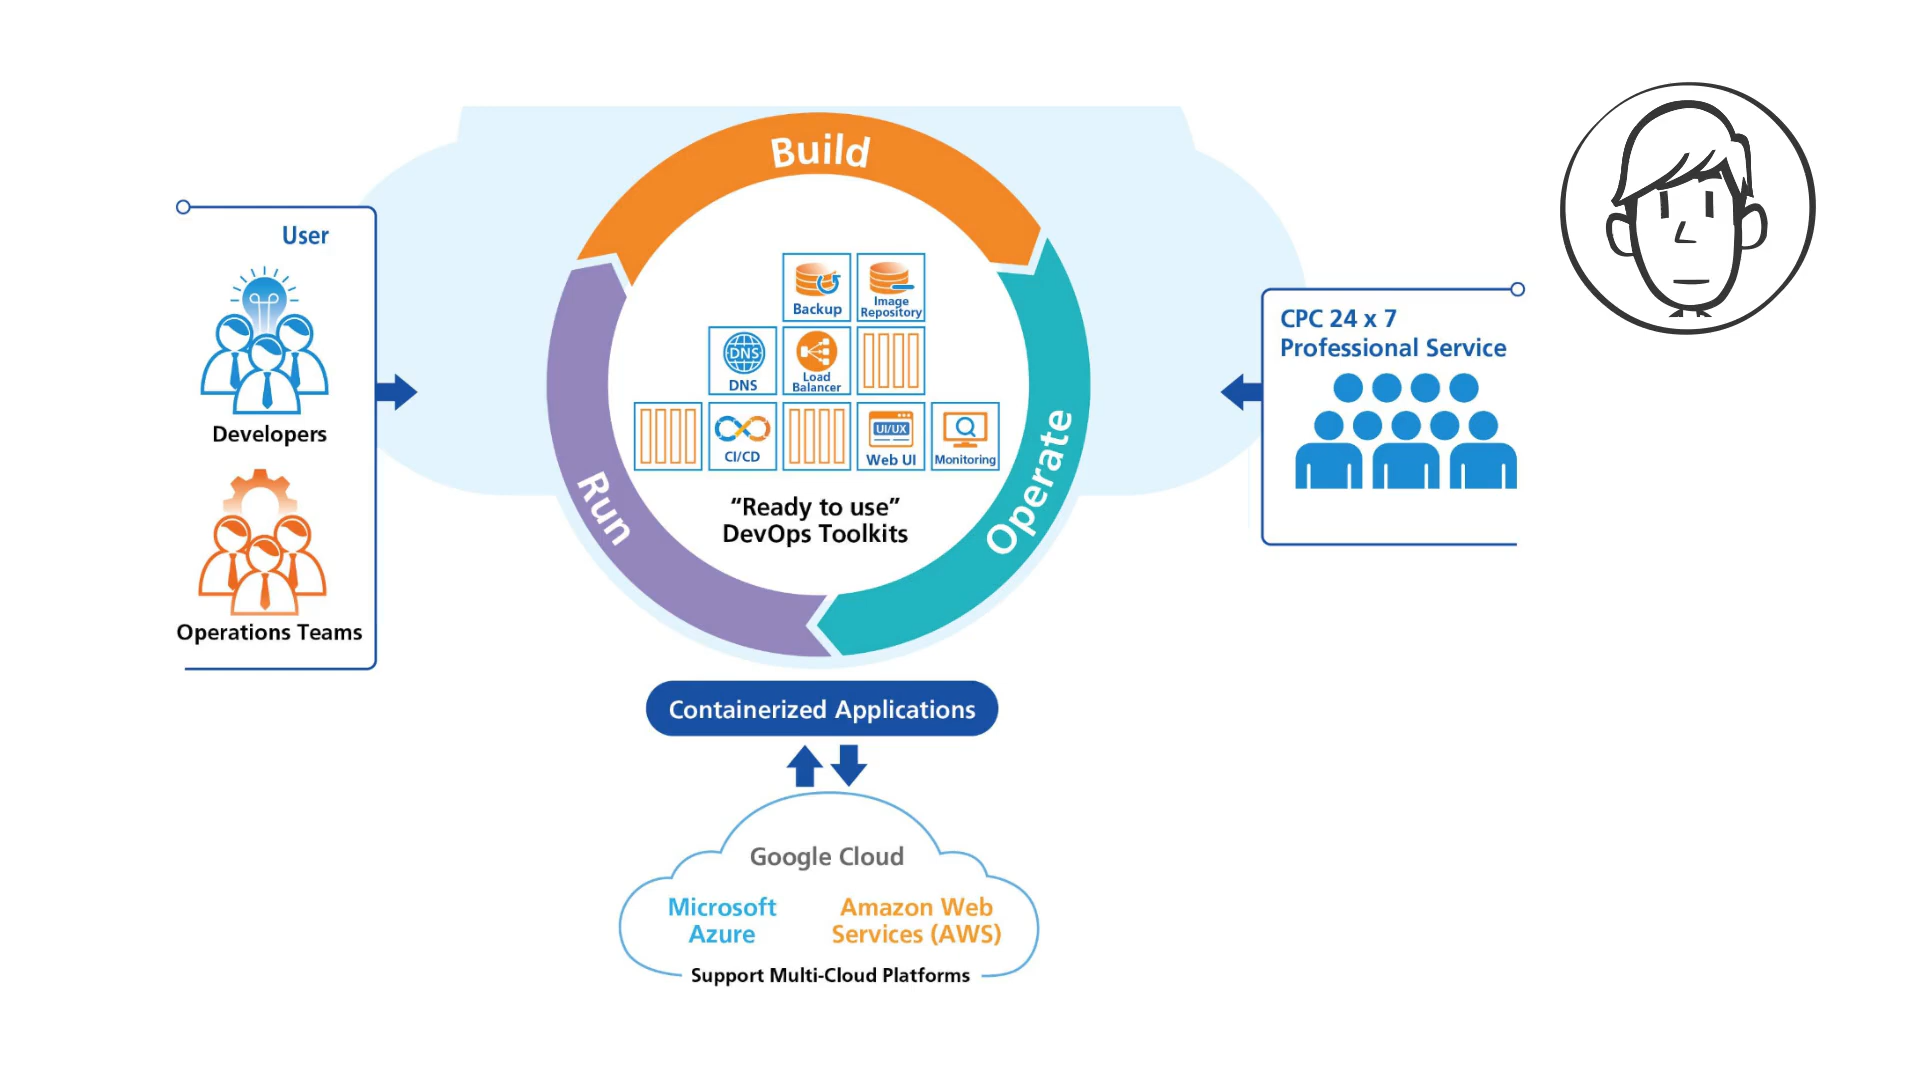 Build
User
Developers
Operations Teams
Backup
Image
Repository
DNS
DNS
Load
Balancer
CI/CD
UI/UX
Web UI
Monitoring
“Ready to use”
DevOps Toolkits
Run
Operate
CPC 24 x 7
Professional Service
Containerized Applications
Google Cloud
Microsoft
Azure
Amazon Web
Services (AWS)
Support Multi-Cloud Platforms